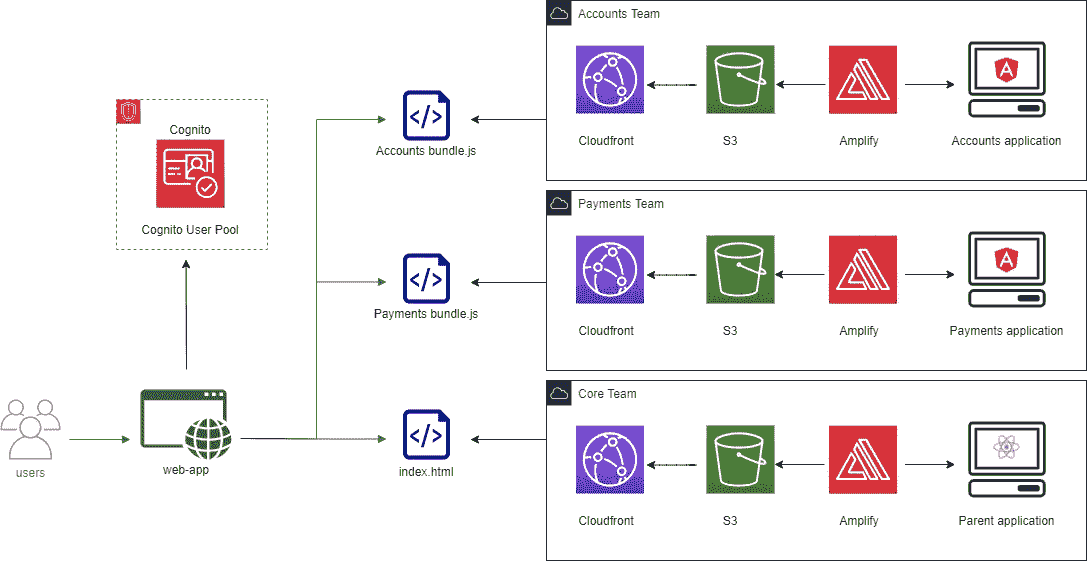 Accounts Team
Cloudfront
S3
Amplify
Accounts application
Cognito
Cognito User Pool
Accounts bundle.js
Payments Team
Cloudfront
S3
Amplify
Payments application
Payments bundle.js
Core Team
Cloudfront
S3
Amplify
Parent application
users
web-app
index.html